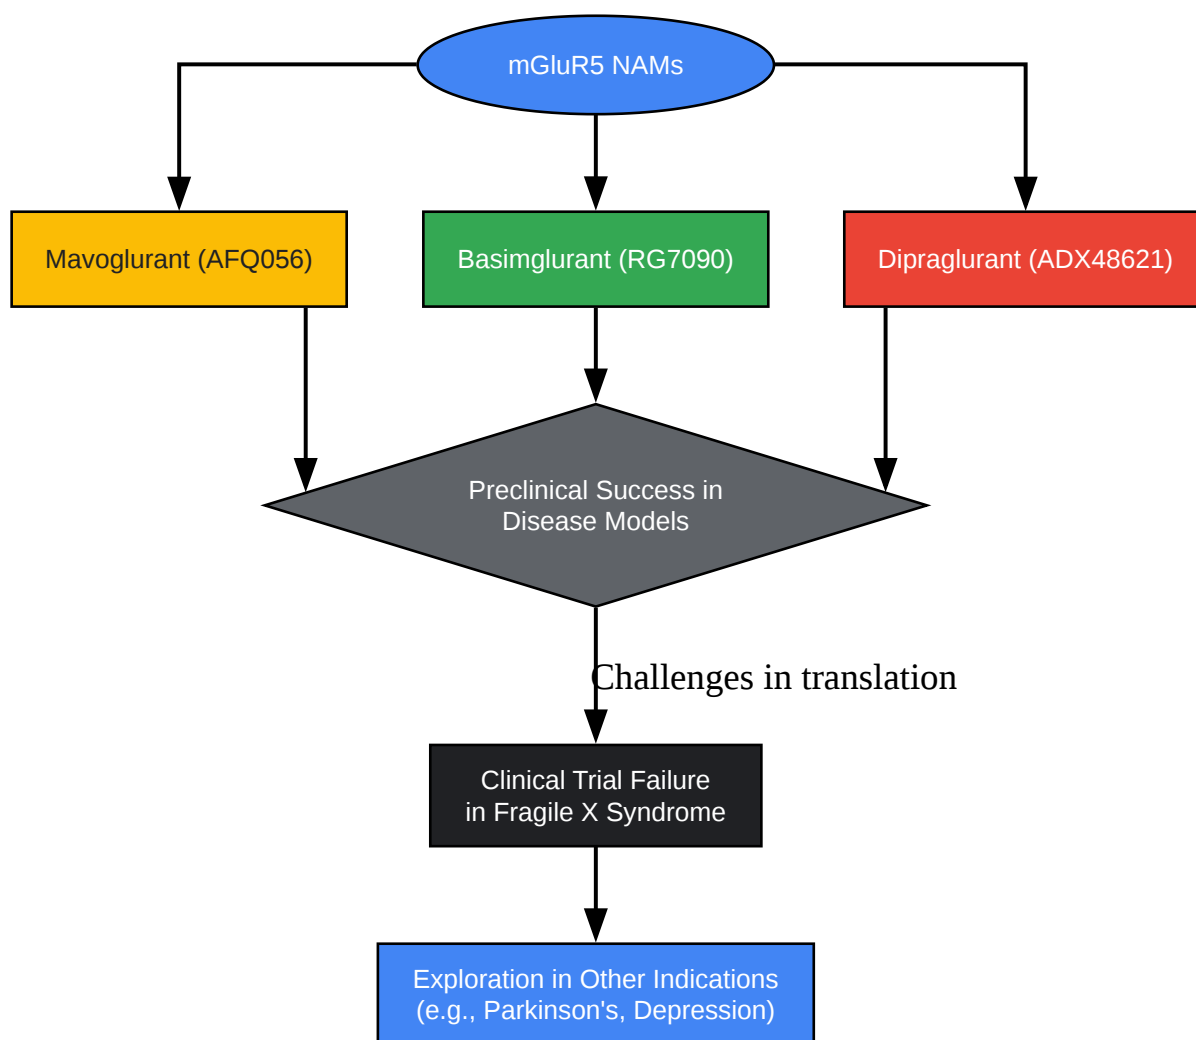 mGluR5 NAMs
Mavoglurant (AFQ056)
Basimglurant (RG7090)
Dipraglurant (ADX48621)
Preclinical Success in
Disease Models
Challenges in translation
Clinical Trial Failure
in Fragile X Syndrome
Exploration in Other Indications
(e.g., Parkinson's, Depression)